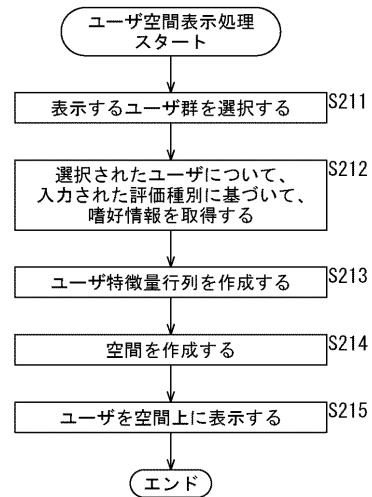 ユーザ空間表示処理
スタート
表示するユーザ群を選択する
S211
選択されたユーザについて、
入力された評価種別に基づいて、
嗜好情報を取得する
S212
ユーザ特徴量行列を作成する
S213
空間を作成する
S214
ユーザを空間上に表示する
S215
エンド